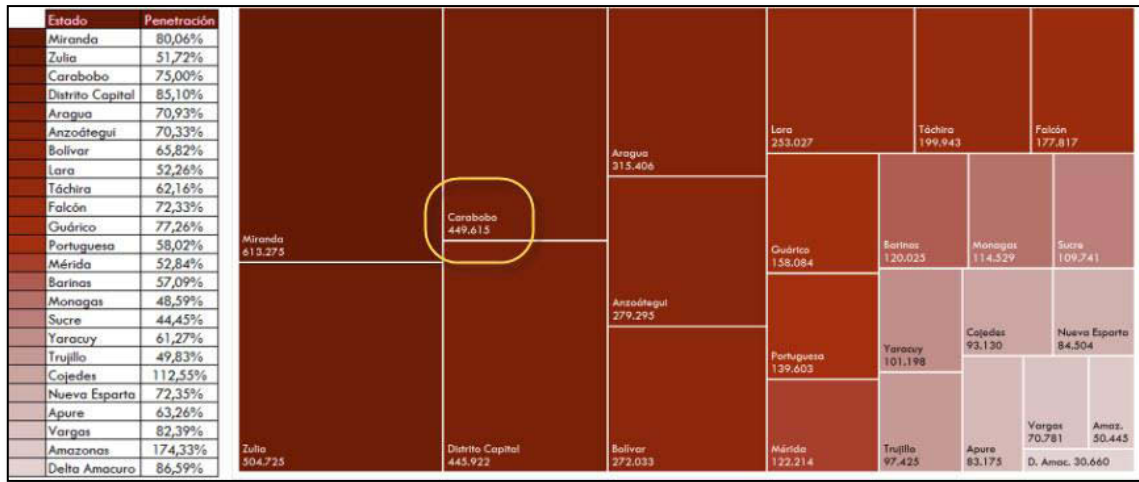 Estado Penetración
Miranda 80,06%
Zulia 51,72%
Carabobo 75,00%
Distrito Capital 85,10%
Aragua 70,93%
Anzoátegui 70,33%
Bolívar 65,82%
Lara 52,26%
Táchira 62,16%
Falcón 72,33%
Guárico 77,26%
Portuguesa 58,02%
Mérida 52,84%
Barinas 57,09%
Monagas 48,59%
Sucre 44,45%
Yaracuy 61,27%
Trujillo 49,83%
Cojedes 112,55%
Nueva Esparta 72,35%
Apure 63,26%
Vargas 82,39%
Amazonas 174,33%
Delta Amacuro 86,59%
Miranda
613.275
Zulia
504.725
Carabobo
449.615
Distrito Capital
445.922
Aragua
315.406
Anzoátegui
279.295
Bolívar
272.033
Lara
253.027
Táchira
199.943
Falcón
177.817
Guárico
158.084
Portuguesa
139.603
Mérida
122.214
Barinas
120.025
Monagas
114.529
Sucre
109.741
Yaracuy
101.198
Trujillo
97.425
Cojedes
93.130
Nueva Esparta
84.504
Apure
83.175
Vargas
70.781
Amaz.
50.445
D. Amac. 30.660